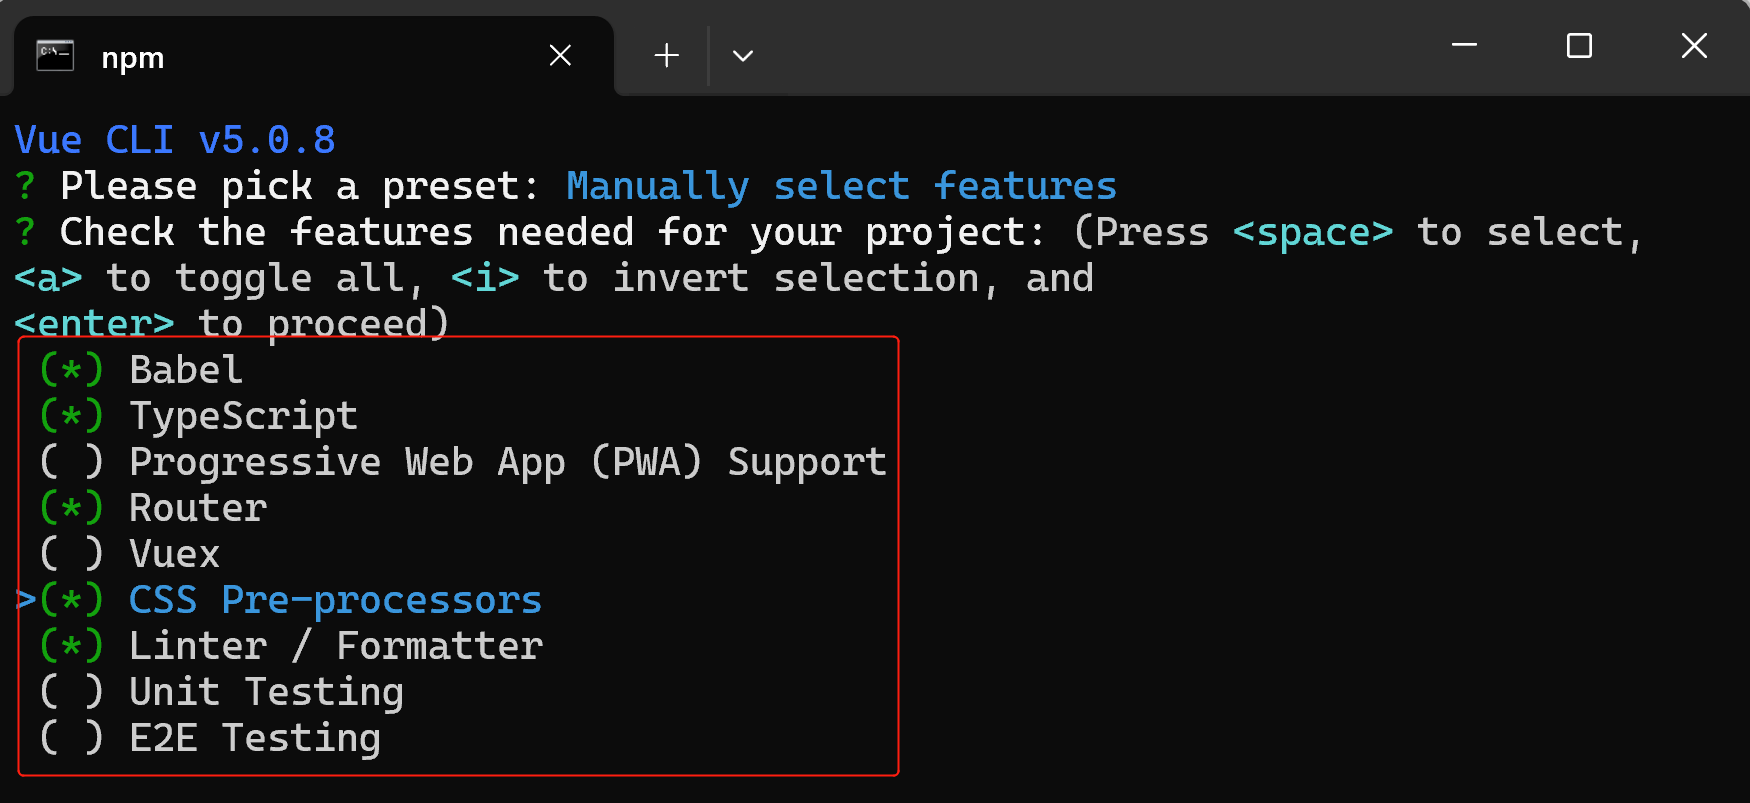 npm
Vue CLI v5.0.8
? Please pick a preset: Manually select features
? Check the features needed for your project: (Press <space> to select,
<a> to toggle all, <i> to invert selection, and
<enter> to proceed)
(*) Babel
(*) TypeScript
( ) Progressive Web App (PWA) Support
(*) Router
( ) Vuex
>(*) CSS Pre-processors
(*) Linter / Formatter
( ) Unit Testing
( ) E2E Testing